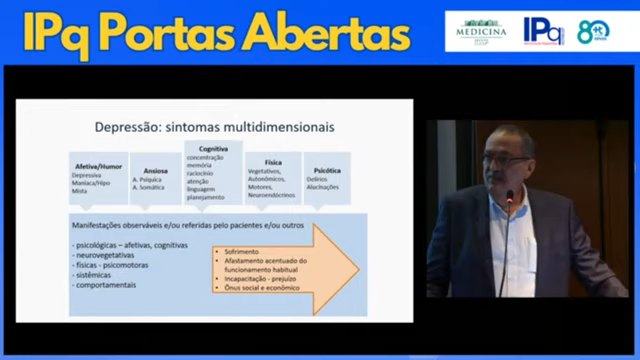 IPq Portas Abertas
MEDICINA
IPq
80
Depressão: sintomas multidimensionais
Afetiva/Humor
Depressiva
Maníaca/Hipo
Mista
Ansiosa
A. Psíquica
A. Somática
Cognitiva
concentração
memória
raciocínio
atenção
linguagem
planejamento
Física
Vegetativos,
Autonômicos,
Motores,
Neuroendócrinos
Psicótica
Delírios
Alucinações
Manifestações observáveis e/ou referidas pelo pacientes e/ou outros
- psicológicas – afetivas, cognitivas
- neurovegetativas
- físicas - psicomotoras
- sistêmicas
- comportamentais
• Sofrimento
• Afastamento acentuado do
funcionamento habitual
• Incapacitação - prejuízo
• Ônus social e econômico